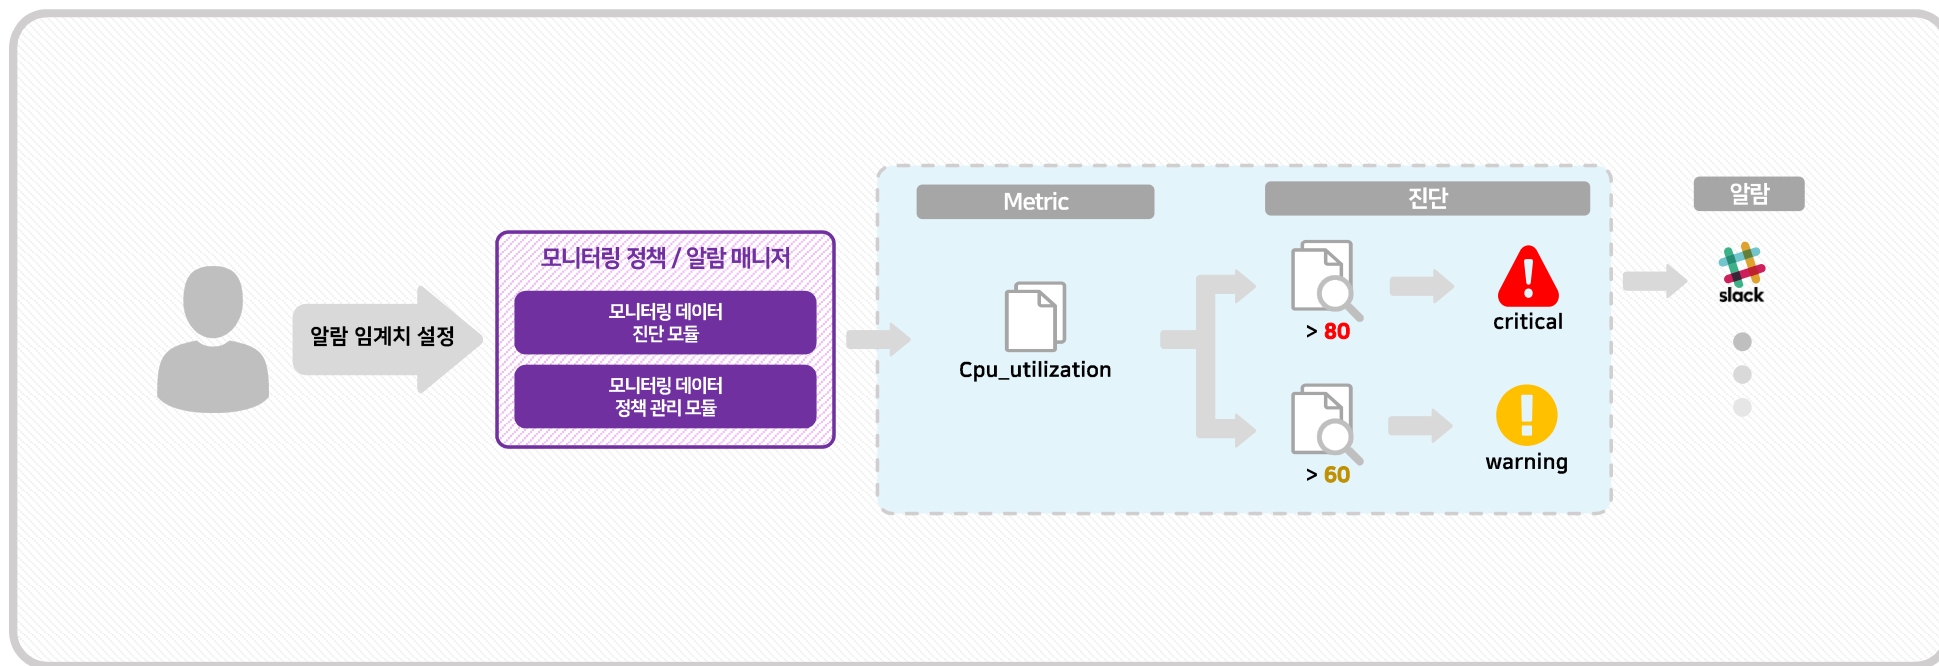 알람 임계치 설정
모니터링 정책 / 알람 매니저
모니터링 데이터
진단 모듈
모니터링 데이터
정책 관리 모듈
Metric
Cpu_utilization
진단
> 80
critical
> 60
warning
알람
slack